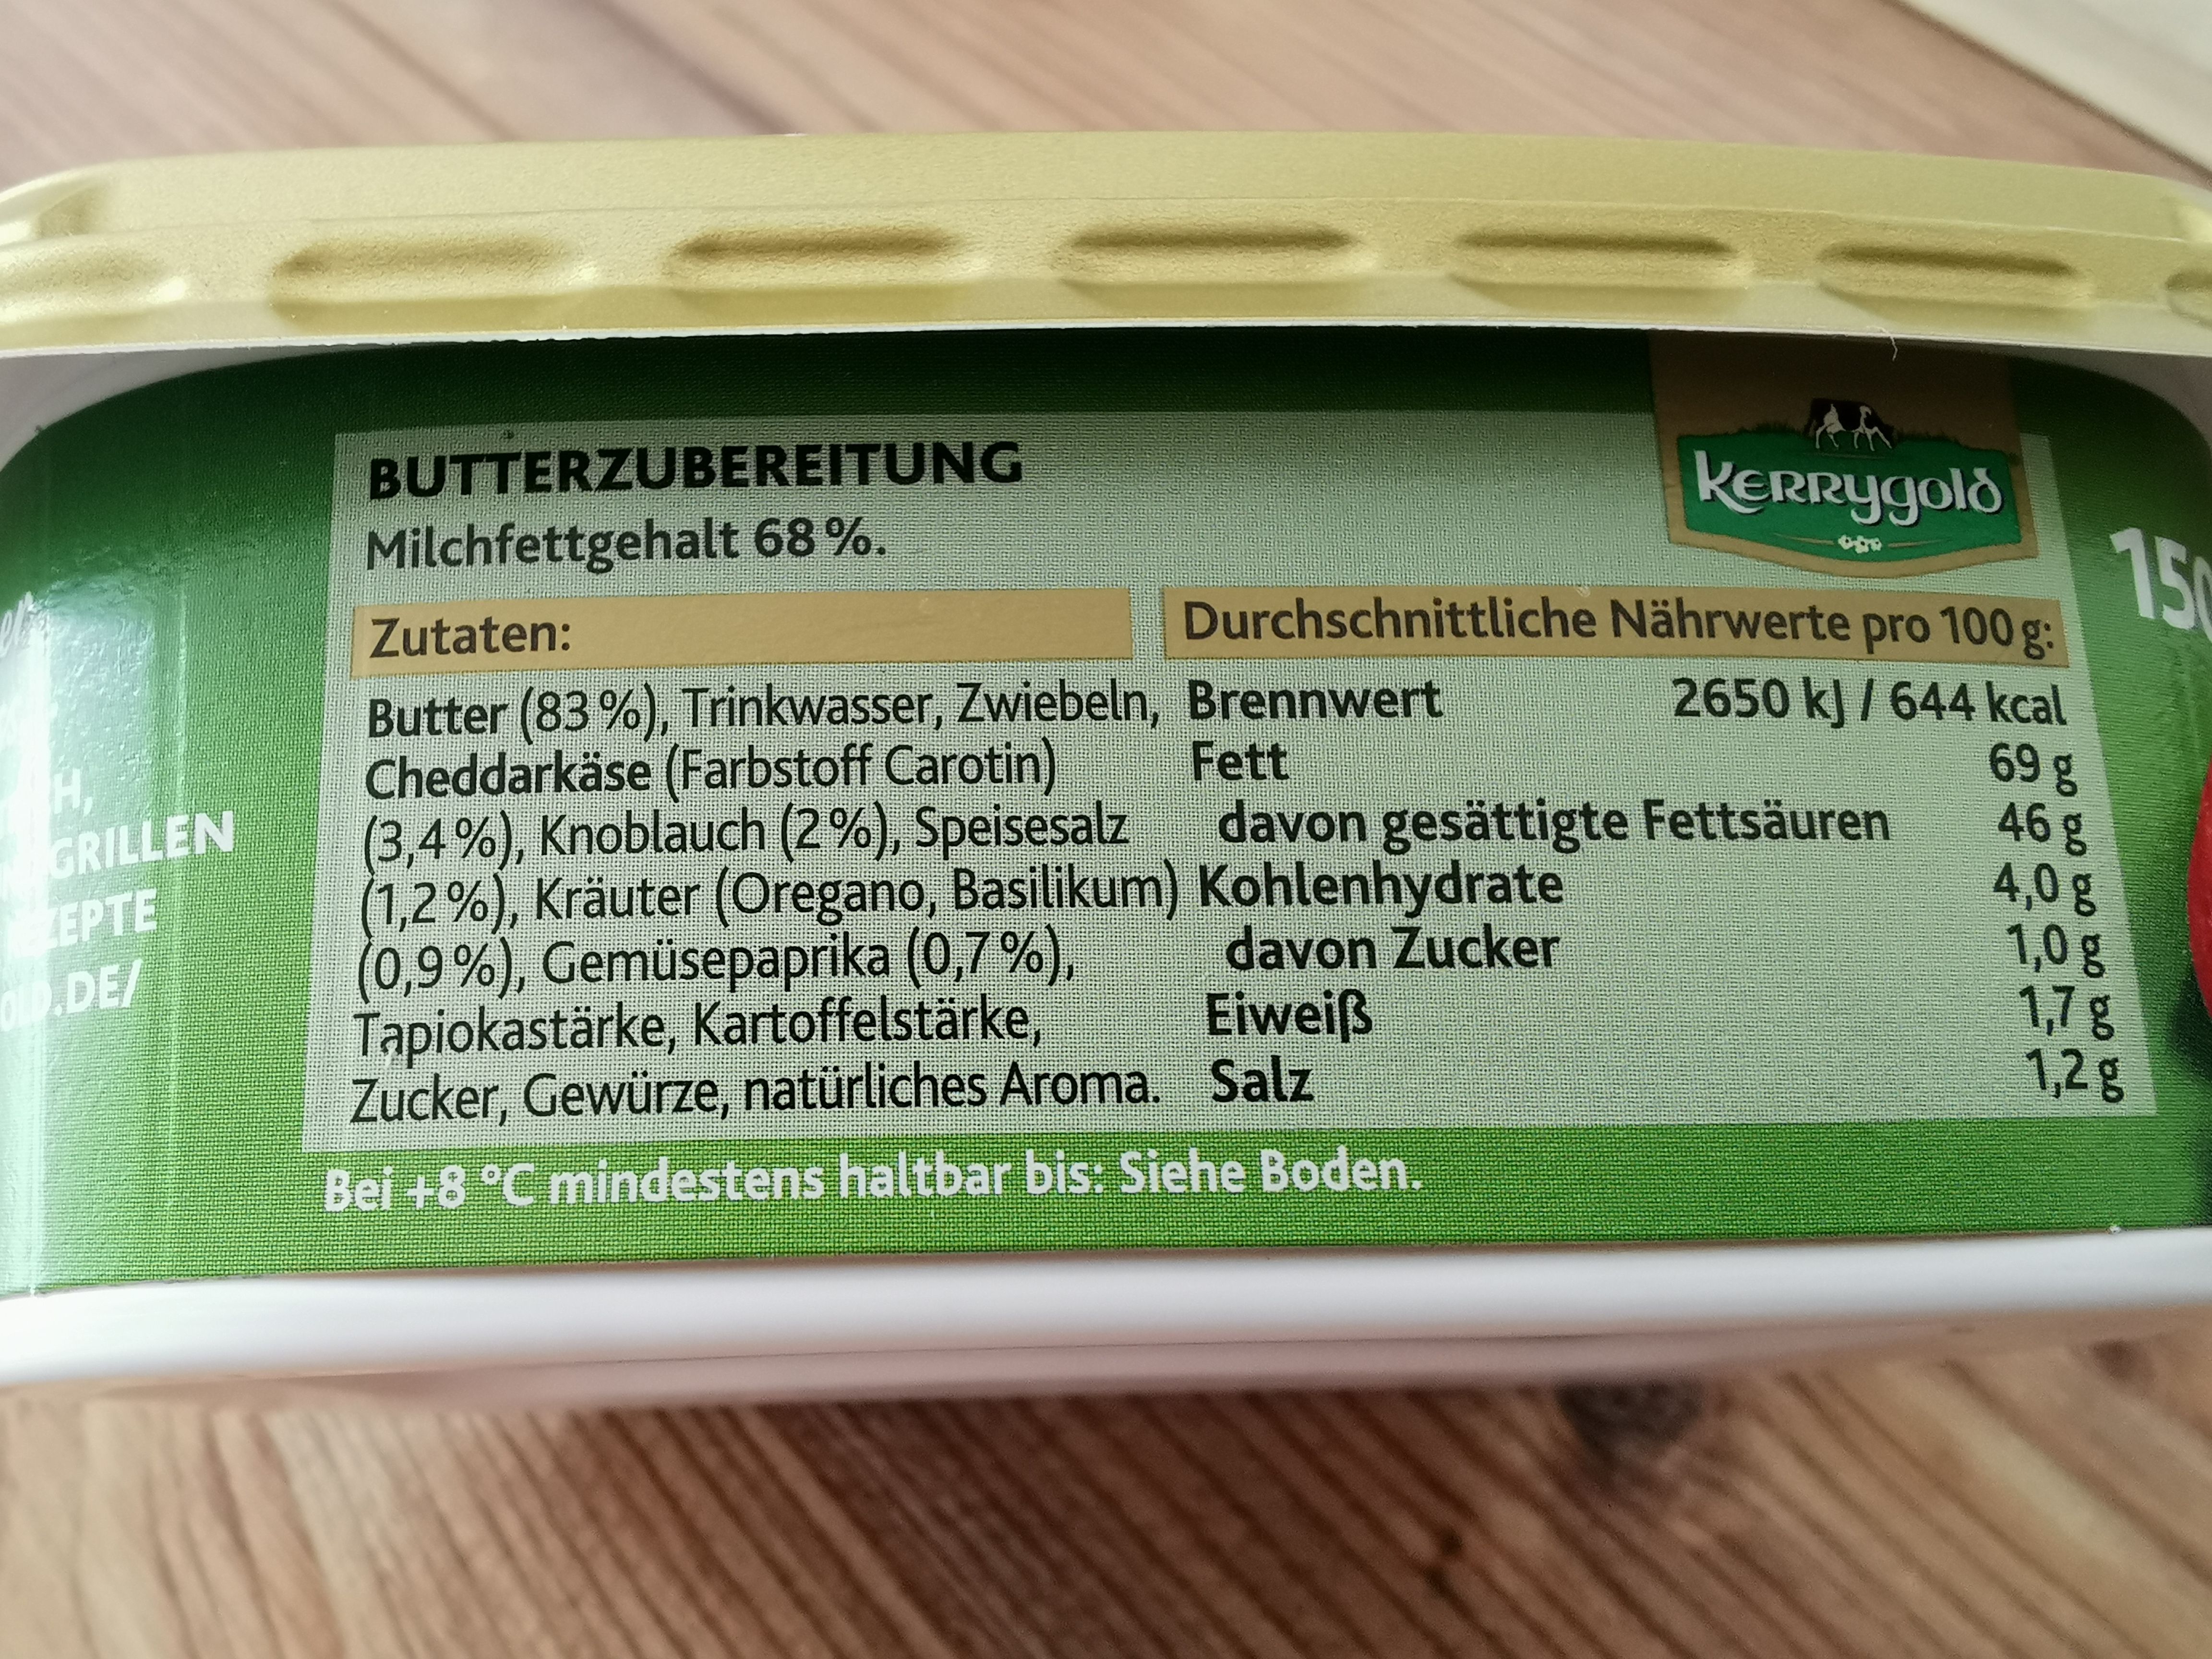 BUTTERZUBEREITUNG
Milchfettgehalt 68 %.
KERRYGOLD
150
Zutaten:
Butter (83 %), Trinkwasser, Zwiebeln,
Cheddarkäse (Farbstoff Carotin)
(3,4 %), Knoblauch (2 %), Speisesalz
(1,2 %), Kräuter (Oregano, Basilikum)
(0,9 %), Gemüsepaprika (0,7 %),
Tapiokastärke, Kartoffelstärke,
Zucker, Gewürze, natürliches Aroma.
Durchschnittliche Nährwerte pro 100 g:
Brennwert 2650 kJ / 644 kcal
Fett 69 g
davon gesättigte Fettsäuren 46 g
Kohlenhydrate 4,0 g
davon Zucker 1,0 g
Eiweiß 1,7 g
Salz 1,2 g
Bei +8 °C mindestens haltbar bis: Siehe Boden.
GRILLEN
.DE/